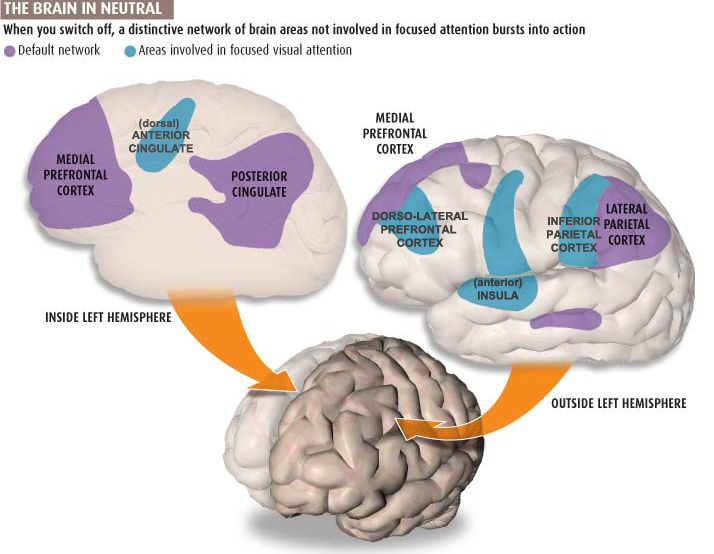 THE BRAIN IN NEUTRAL
When you switch off, a distinctive network of brain areas not involved in focused attention bursts into action
Default network
Areas involved in focused visual attention
(dorsal)
ANTERIOR
CINGULATE
MEDIAL
PREFRONTAL
CORTEX
POSTERIOR
CINGULATE
MEDIAL
PREFRONTAL
CORTEX
DORSO-LATERAL
PREFRONTAL
CORTEX
INFERIOR
PARIETAL
CORTEX
LATERAL
PARIETAL
CORTEX
(anterior)
INSULA
INSIDE LEFT HEMISPHERE
OUTSIDE LEFT HEMISPHERE